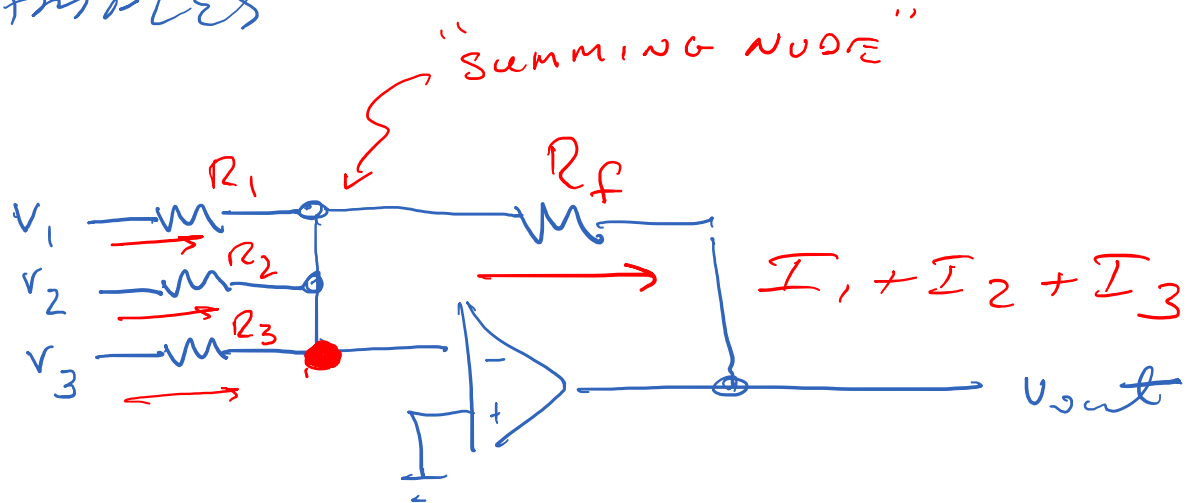 "SUMMING NODE"
R1
Rf
V1
R2
I1 + I2 + I3
V2
R3
V3
-
+
Vout